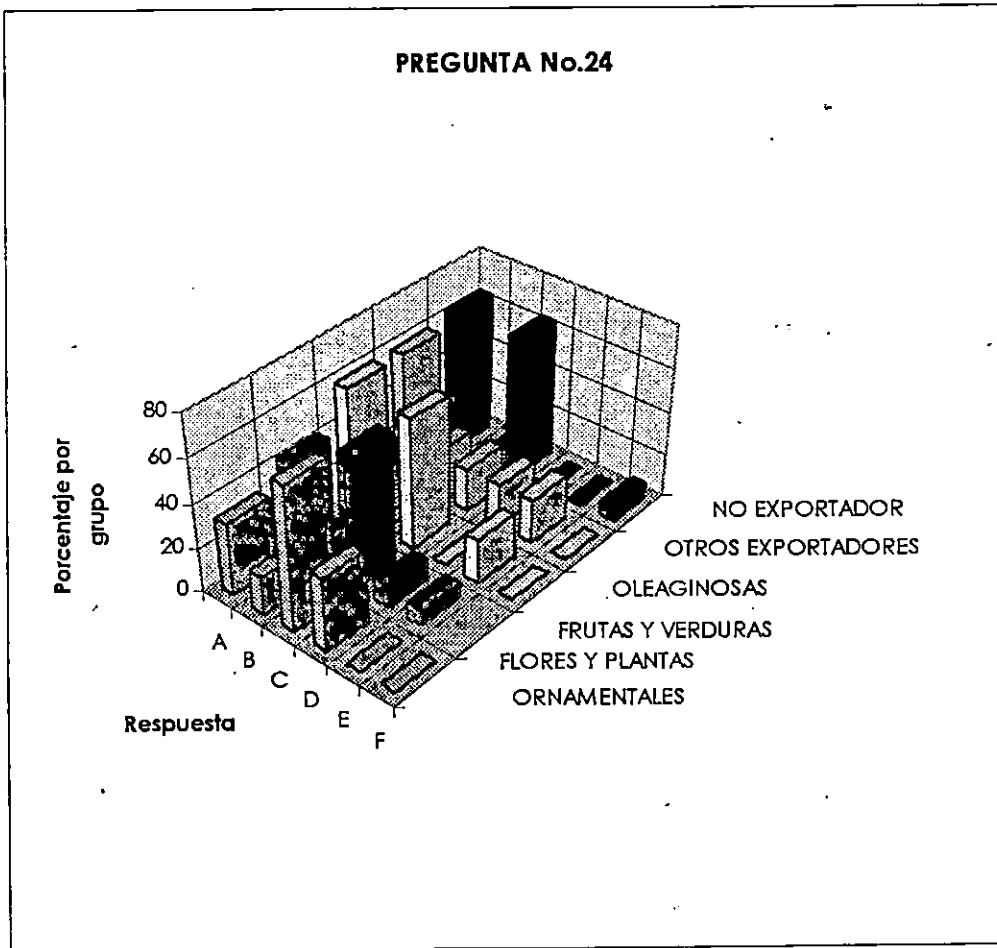 PREGUNTA No.24
Porcentaje por
grupo
80
60
40
20
0
A
B
C
D
E
F
Respuesta
NO EXPORTADOR
OTROS EXPORTADORES
OLEAGINOSAS
FRUTAS Y VERDURAS
FLORES Y PLANTAS
ORNAMENTALES